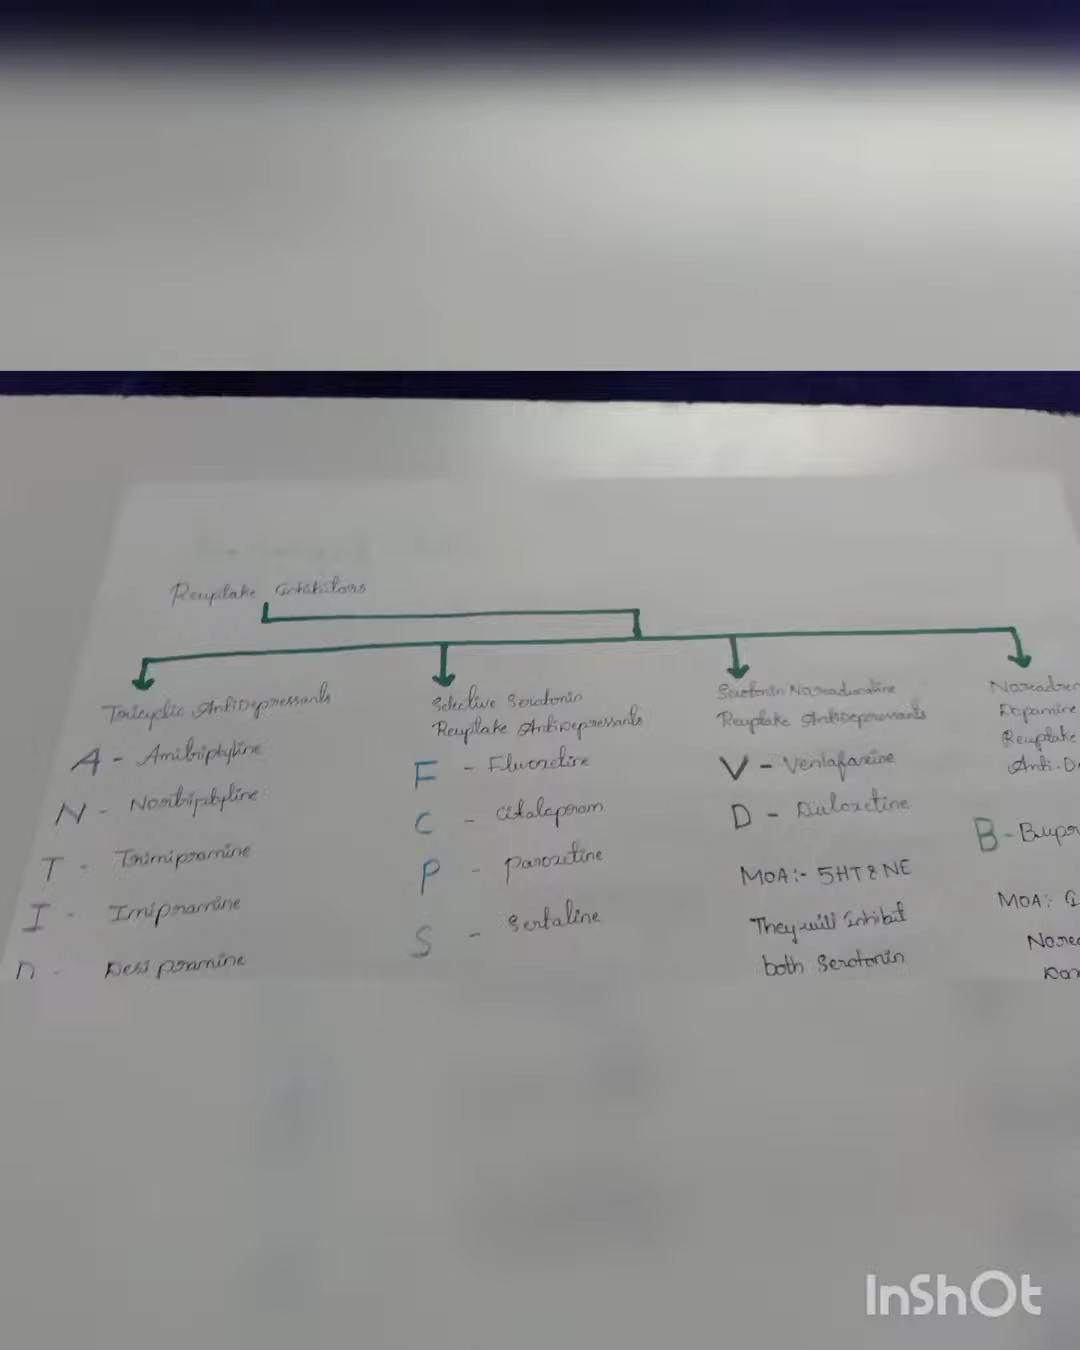 Reuptake Inhibitors
Tricyclic AntiDepressants
A - Amitriptyline
N - Nortriptyline
T - Trimipramine
I - Imipramine
D - Desipramine
Selective Serotonin
Reuptake AntiDepressants
F - Fluoxetine
C - Citalopram
P - Paroxetine
S - Sertaline
Serotonin Noradrenaline
Reuptake AntiDepressants
V - Venlafaxine
D - Duloxetine
MOA:- 5HT & NE
They will Inhibit
both Serotonin
Noradren
Dopamine
Reuptake
Anti-D
B - Bupr
MOA: I
Norea
InShOt